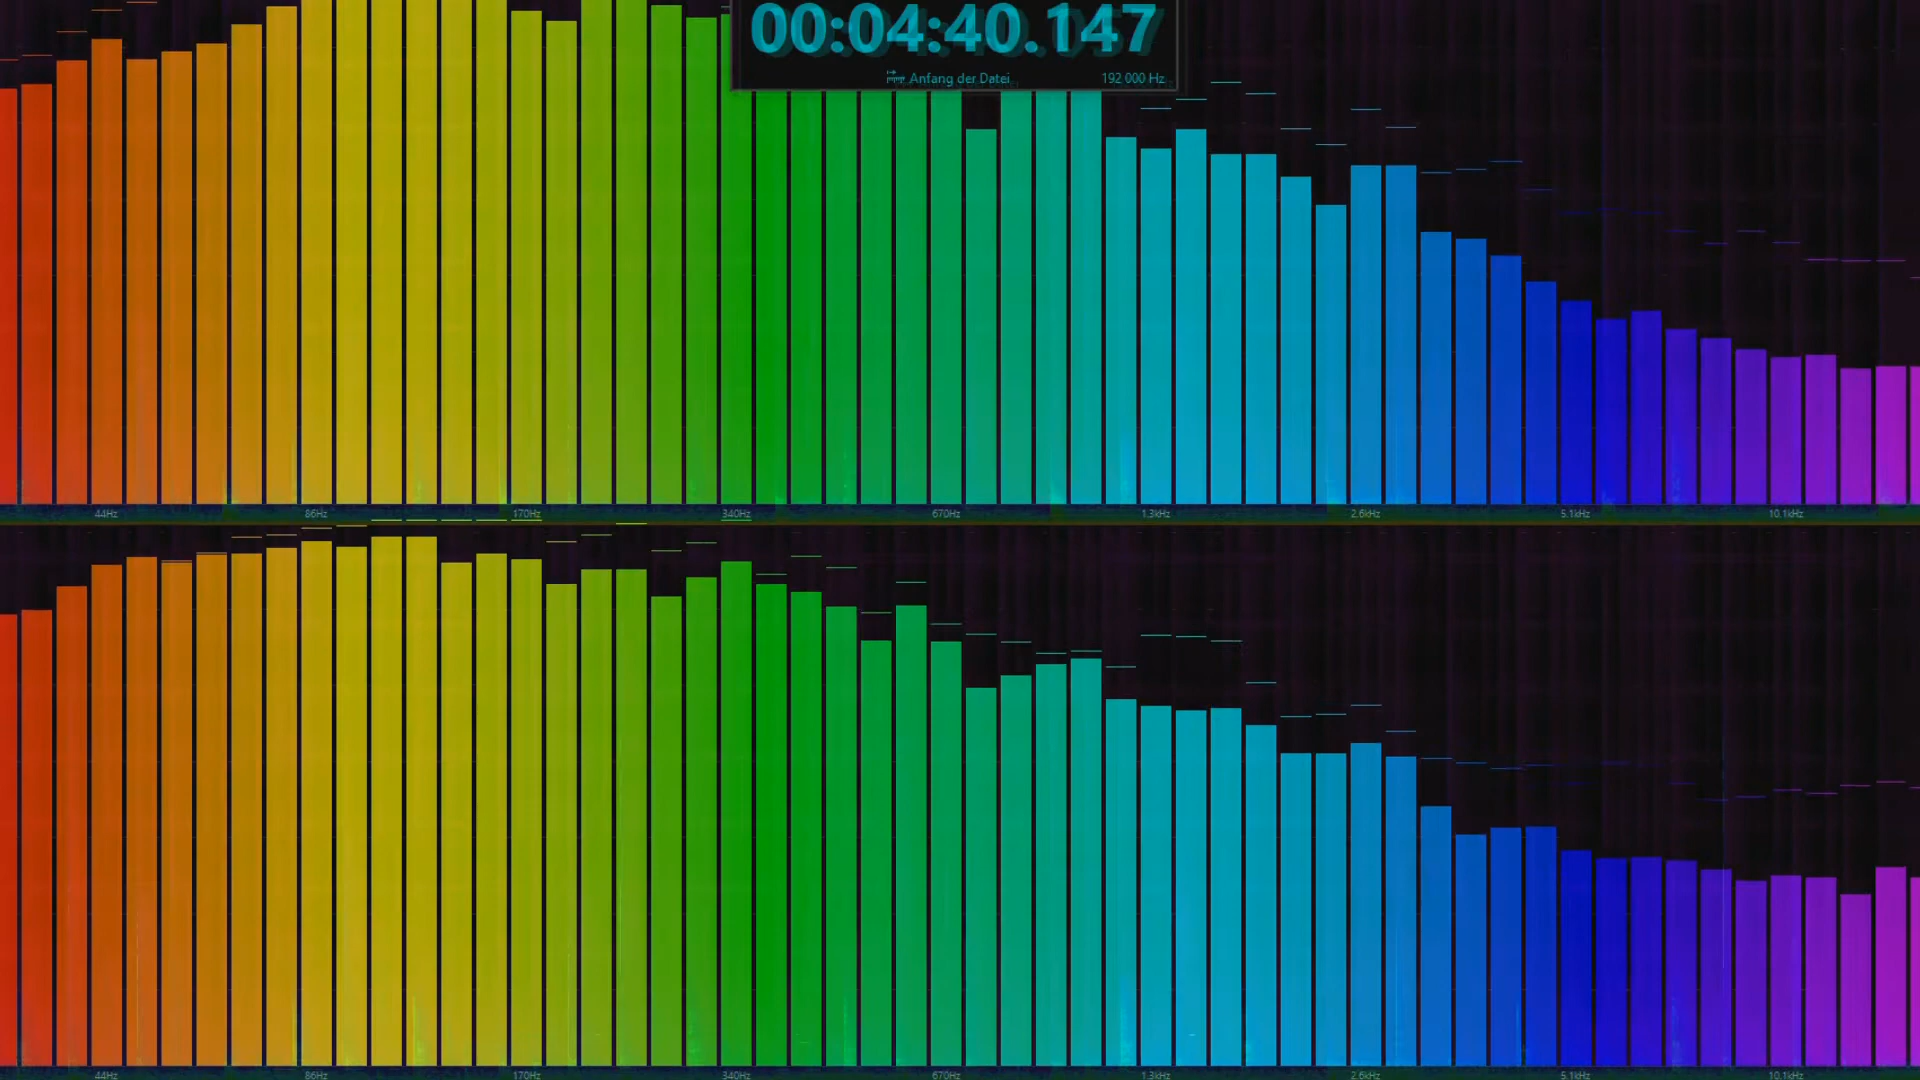 00:04:40.147
Anfang der Datei 192 000 Hz
44Hz 86Hz 170Hz 340Hz 670Hz 1.3kHz 2.6kHz 5.1kHz 10.1kHz
44Hz 86Hz 170Hz 340Hz 670Hz 1.3kHz 2.6kHz 5.1kHz 10.1kHz